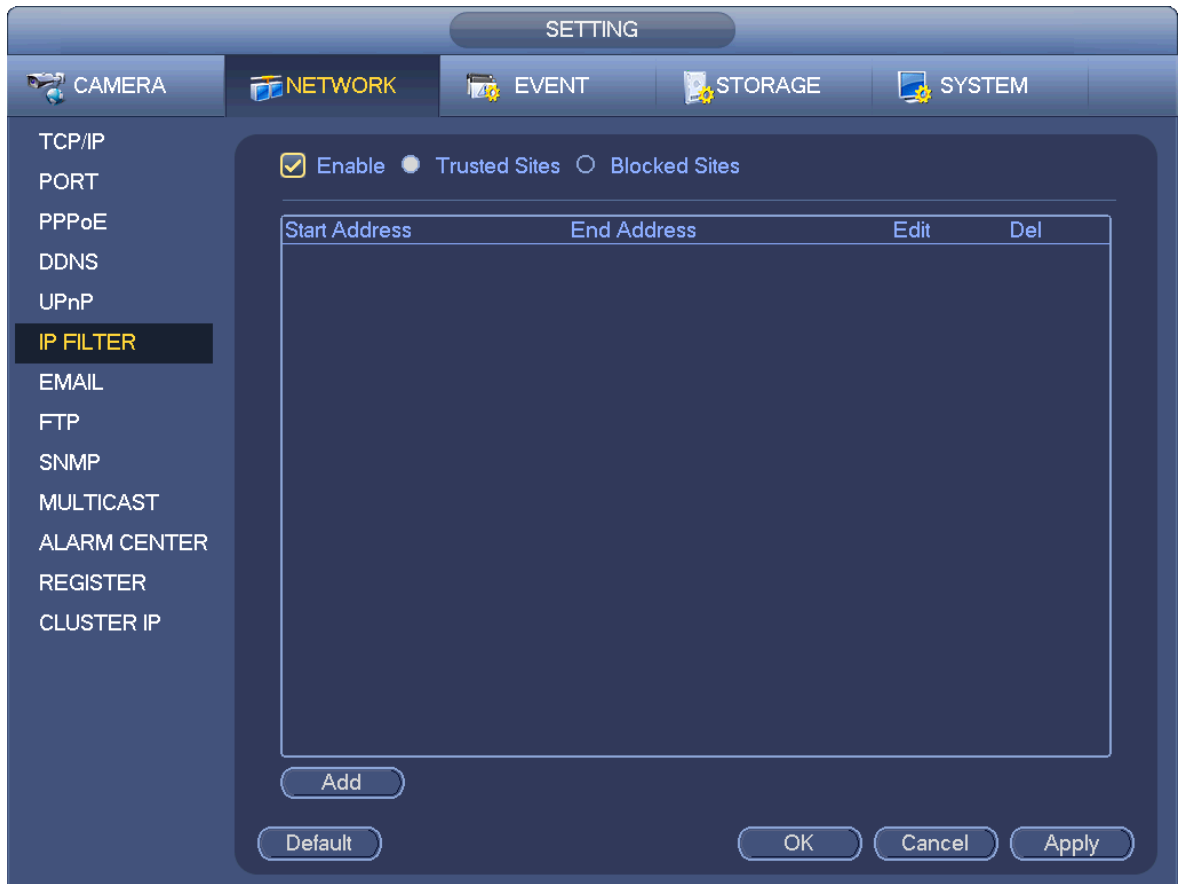 SETTING
CAMERA NETWORK EVENT STORAGE SYSTEM
TCP/IP
PORT
PPPoE
DDNS
UPnP
IP FILTER
EMAIL
FTP
SNMP
MULTICAST
ALARM CENTER
REGISTER
CLUSTER IP
Enable Trusted Sites Blocked Sites
Start Address End Address Edit Del
Add
Default OK Cancel Apply